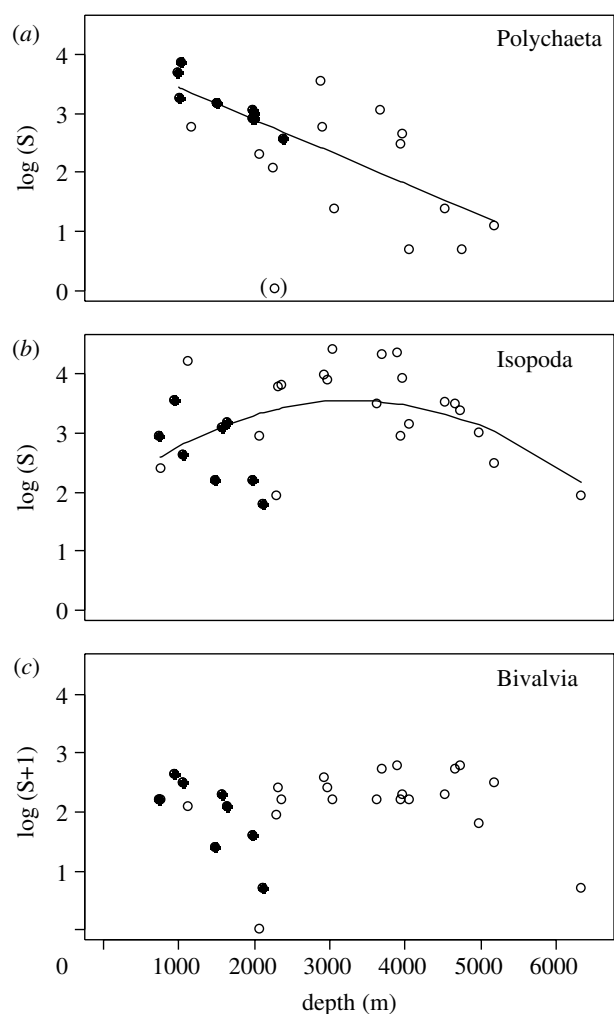 (a)
Polychaeta
4
3
2
1
0
log (S)
( )
(b)
Isopoda
4
3
2
1
0
log (S)
(c)
Bivalvia
4
3
2
1
log (S+1)
0 1000 2000 3000 4000 5000 6000
depth (m)